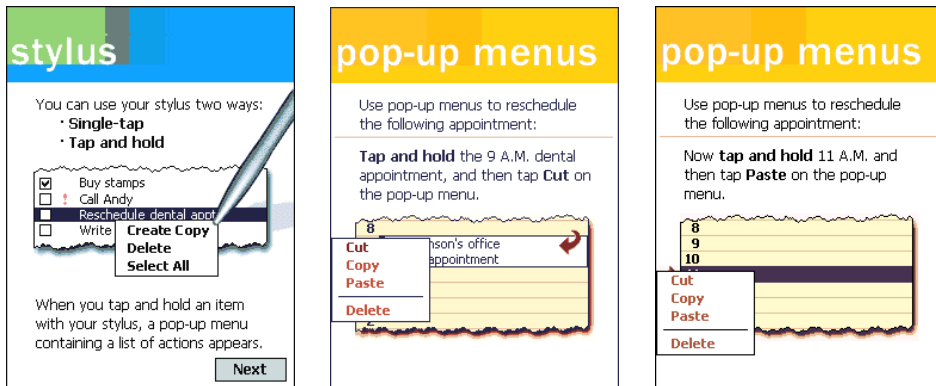 stylus
You can use your stylus two ways:
· Single-tap
· Tap and hold
Buy stamps
! Call Andy
Reschedule dental appt
Write
Create Copy
Delete
Select All
When you tap and hold an item
with your stylus, a pop-up menu
containing a list of actions appears.
Next
pop-up menus
Use pop-up menus to reschedule
the following appointment:
Tap and hold the 9 A.M. dental
appointment, and then tap Cut on
the pop-up menu.
8
nson's office
appointment
Cut
Copy
Paste
Delete
pop-up menus
Use pop-up menus to reschedule
the following appointment:
Now tap and hold 11 A.M. and
then tap Paste on the pop-up
menu.
8
9
10
Cut
Copy
Paste
Delete